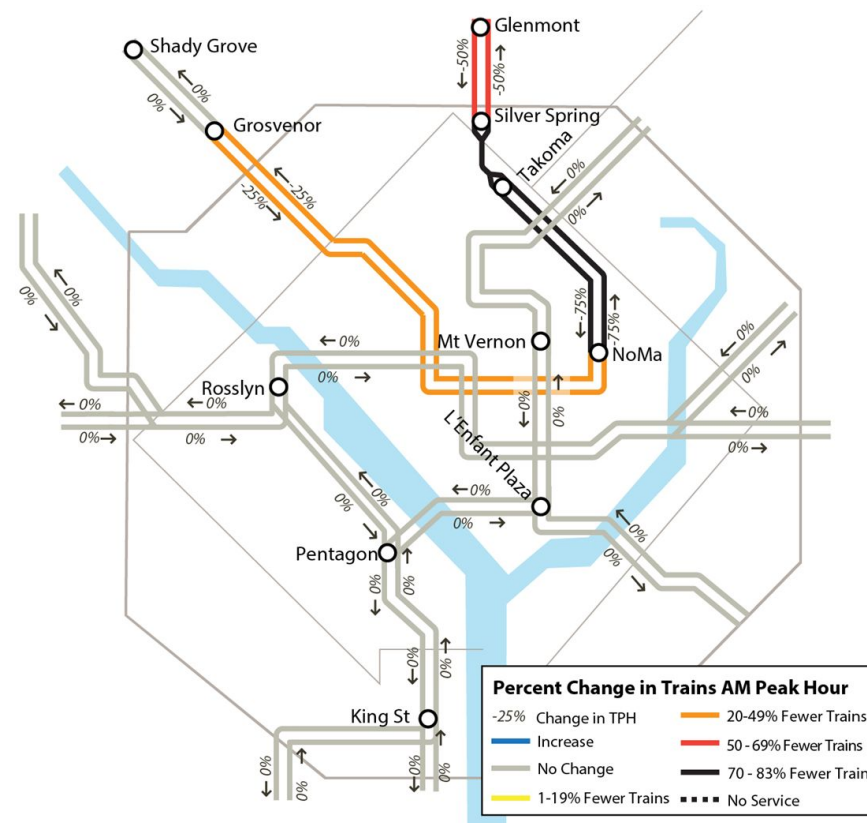 Glenmont
Shady Grove
←-50%
-50%→
←0%
0% →
Silver Spring
Grosvenor
Takoma
←-25%
-25%→
←0%
0% →
←0%
0% →
←-75%
-75%→
←0%
0% →
Mt Vernon
NoMa
←0%
0% →
Rosslyn
←0%
←0%
0%→
0% →
←0%
0%→
←0%
0%→
L'Enfant Plaza
←0%
0% →
←0%
0% →
←0%
0% →
Pentagon
←0%
0%→
←0%
0%→
King St
←0%
0%→
←0%
0%
Percent Change in Trains AM Peak Hour
-25% Change in TPH
20-49% Fewer Trains
Increase
50 - 69% Fewer Trains
No Change
70 - 83% Fewer Train
1-19% Fewer Trains
No Service